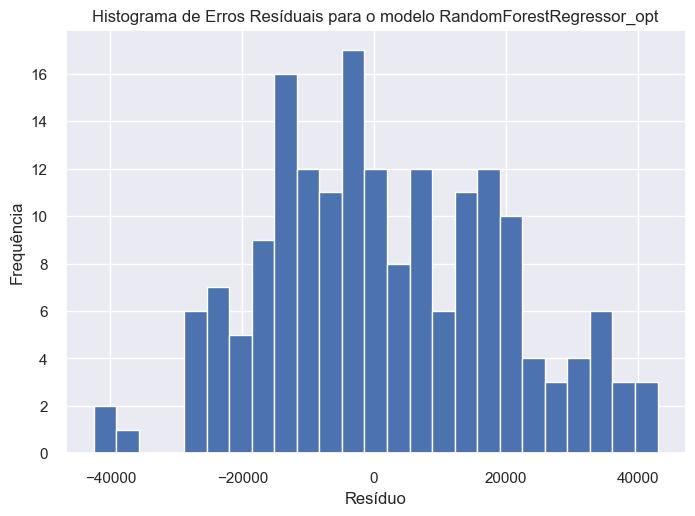 Histograma de Erros Resíduais para o modelo RandomForestRegressor_opt
16
14
12
10
8
6
4
2
0
Frequência
−40000 −20000 0 20000 40000
Resíduo